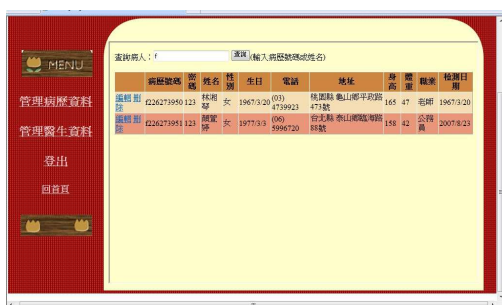 MENU
管理病歷資料
管理醫生資料
登出
回首頁
查詢病人：f 查詢 (輸入病歷號碼或姓名)
病歷號碼 密碼 姓名 性別 生日 電話 地址 身高 體重 職業 檢測日期
編輯 刪除 f226273950 123 林湘琴 女 1967/3/20 (03) 4739923 桃園縣 龜山鄉平政路473號 165 47 老師 1967/3/20
編輯 刪除 f226273951 123 女 1977/3/3 (06) 5996720 台北縣 泰山鄉臨海路88號 158 42 公務員 2007/8/23